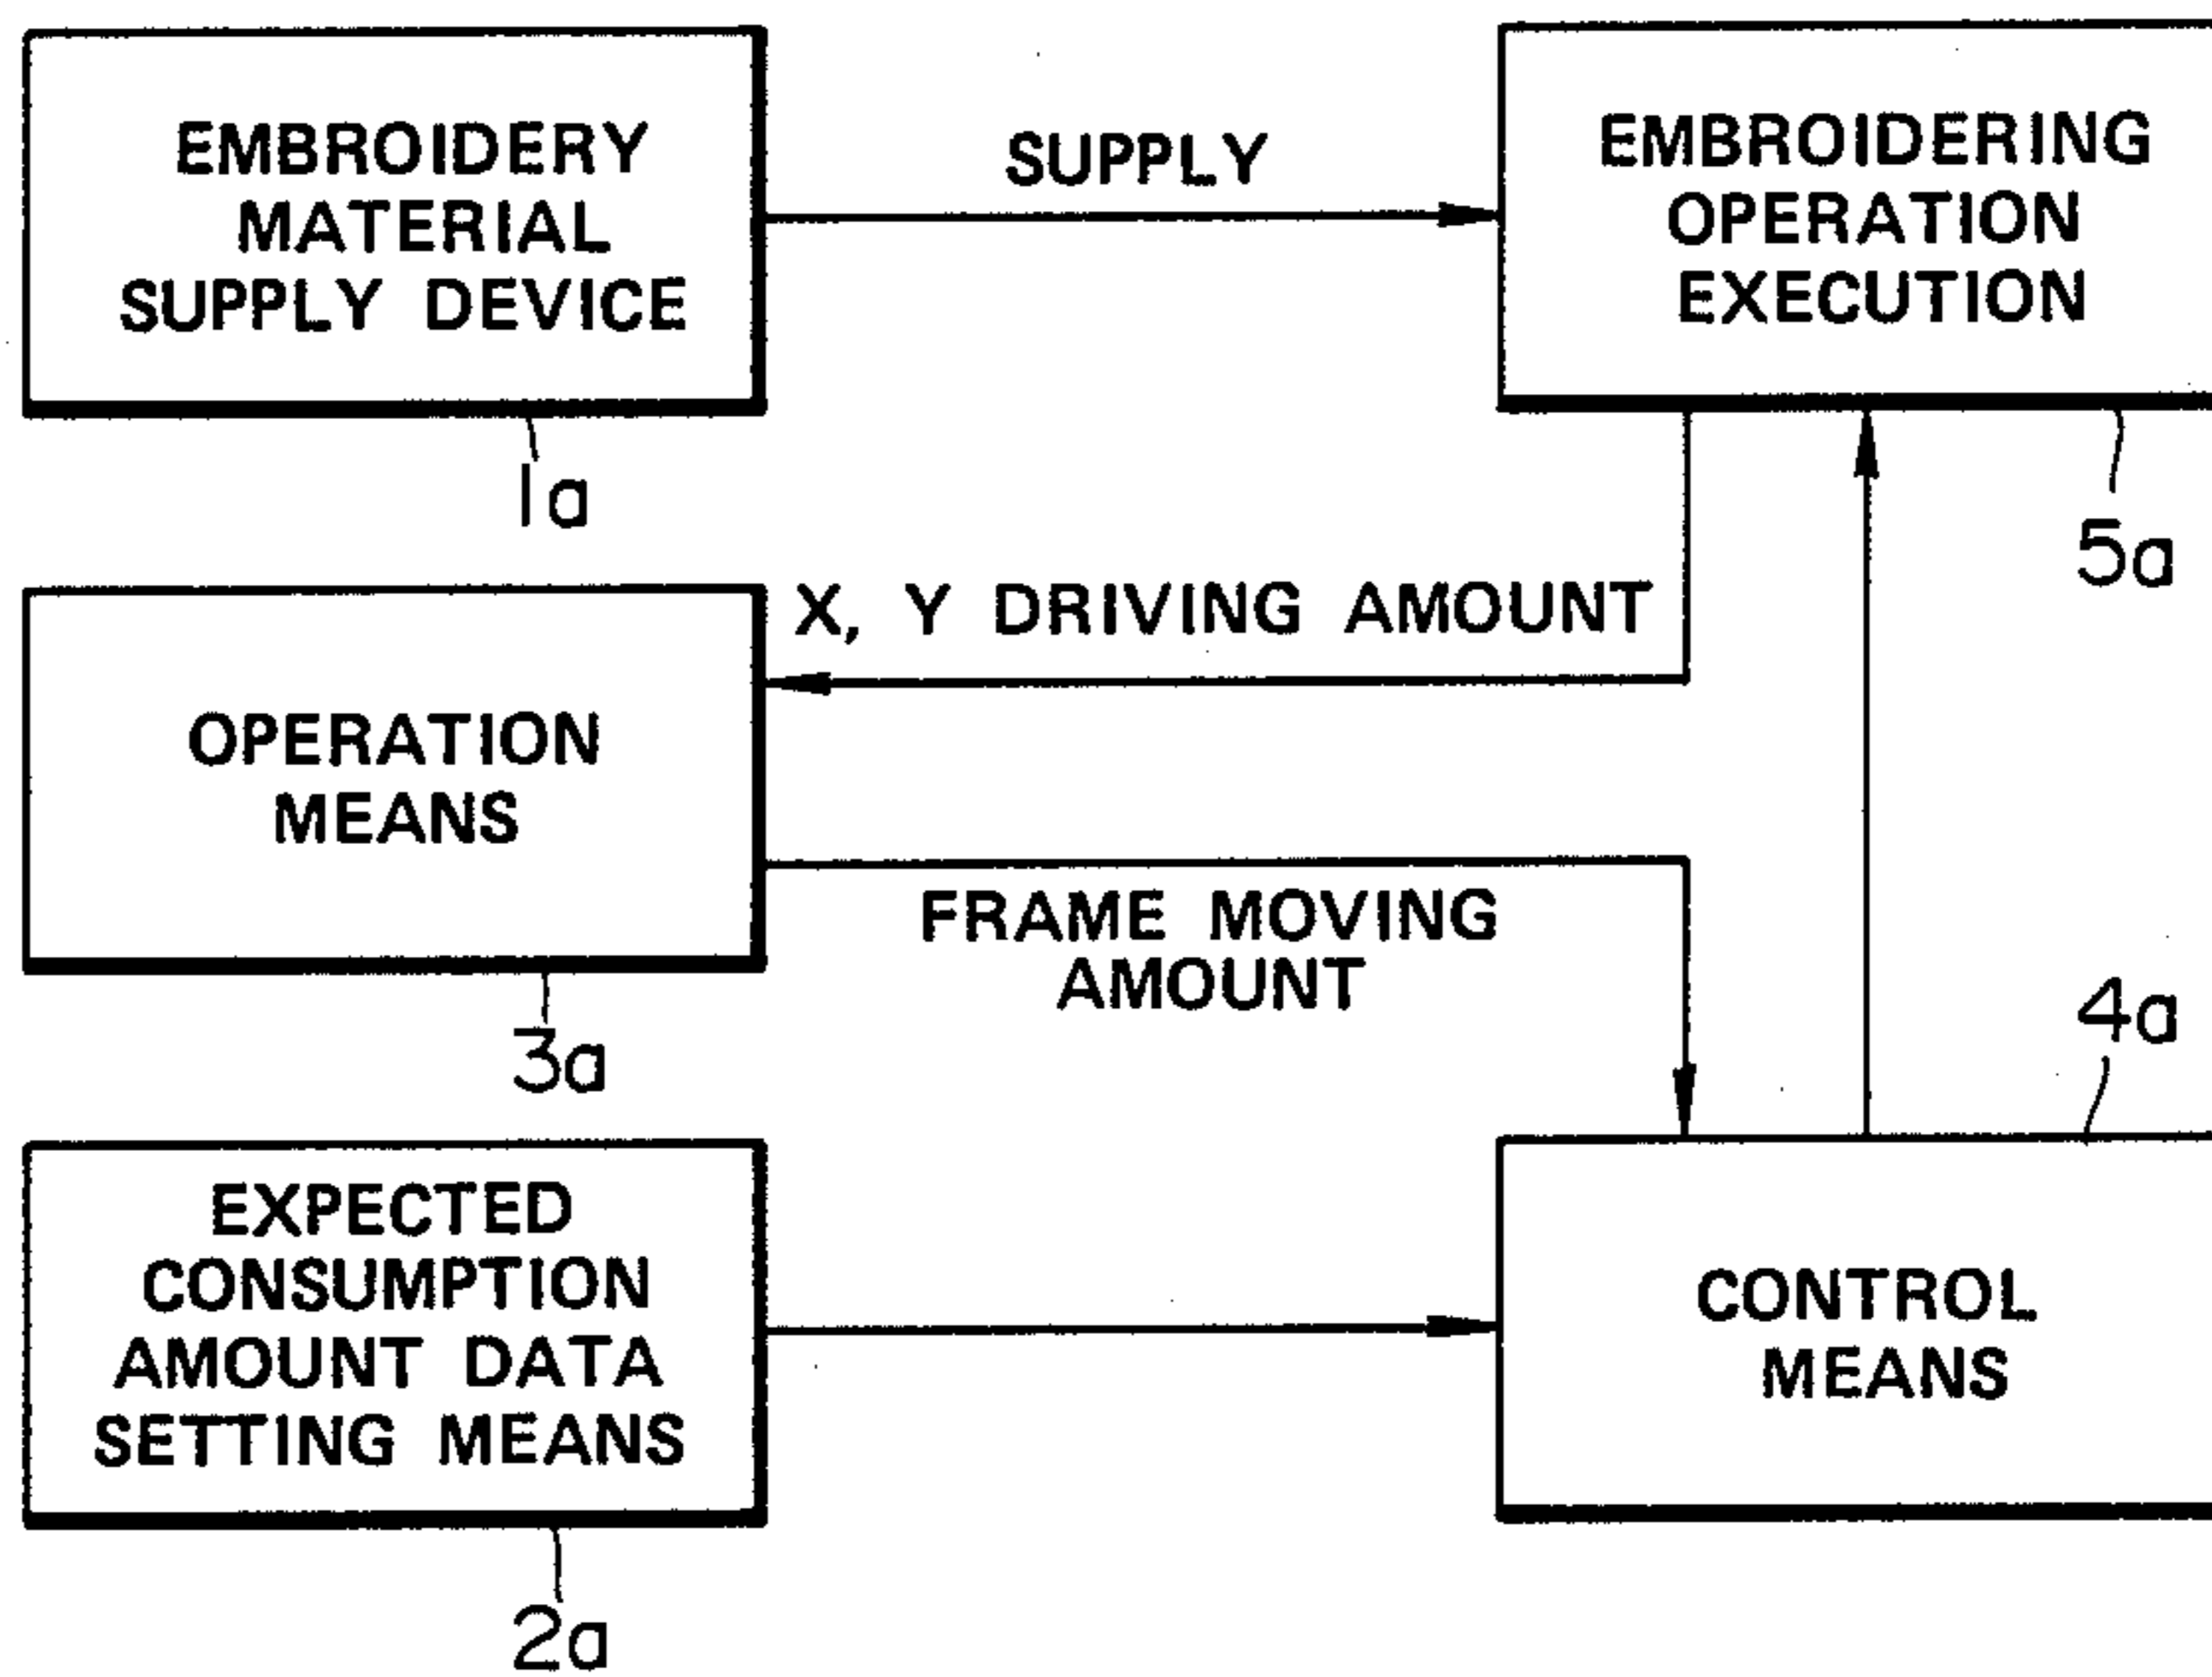 EMBROIDERY
MATERIAL
SUPPLY DEVICE
1a
SUPPLY
EMBROIDERING
OPERATION
EXECUTION
5a
X, Y DRIVING AMOUNT
OPERATION
MEANS
3a
FRAME MOVING
AMOUNT
4a
EXPECTED
CONSUMPTION
AMOUNT DATA
SETTING MEANS
2a
CONTROL
MEANS